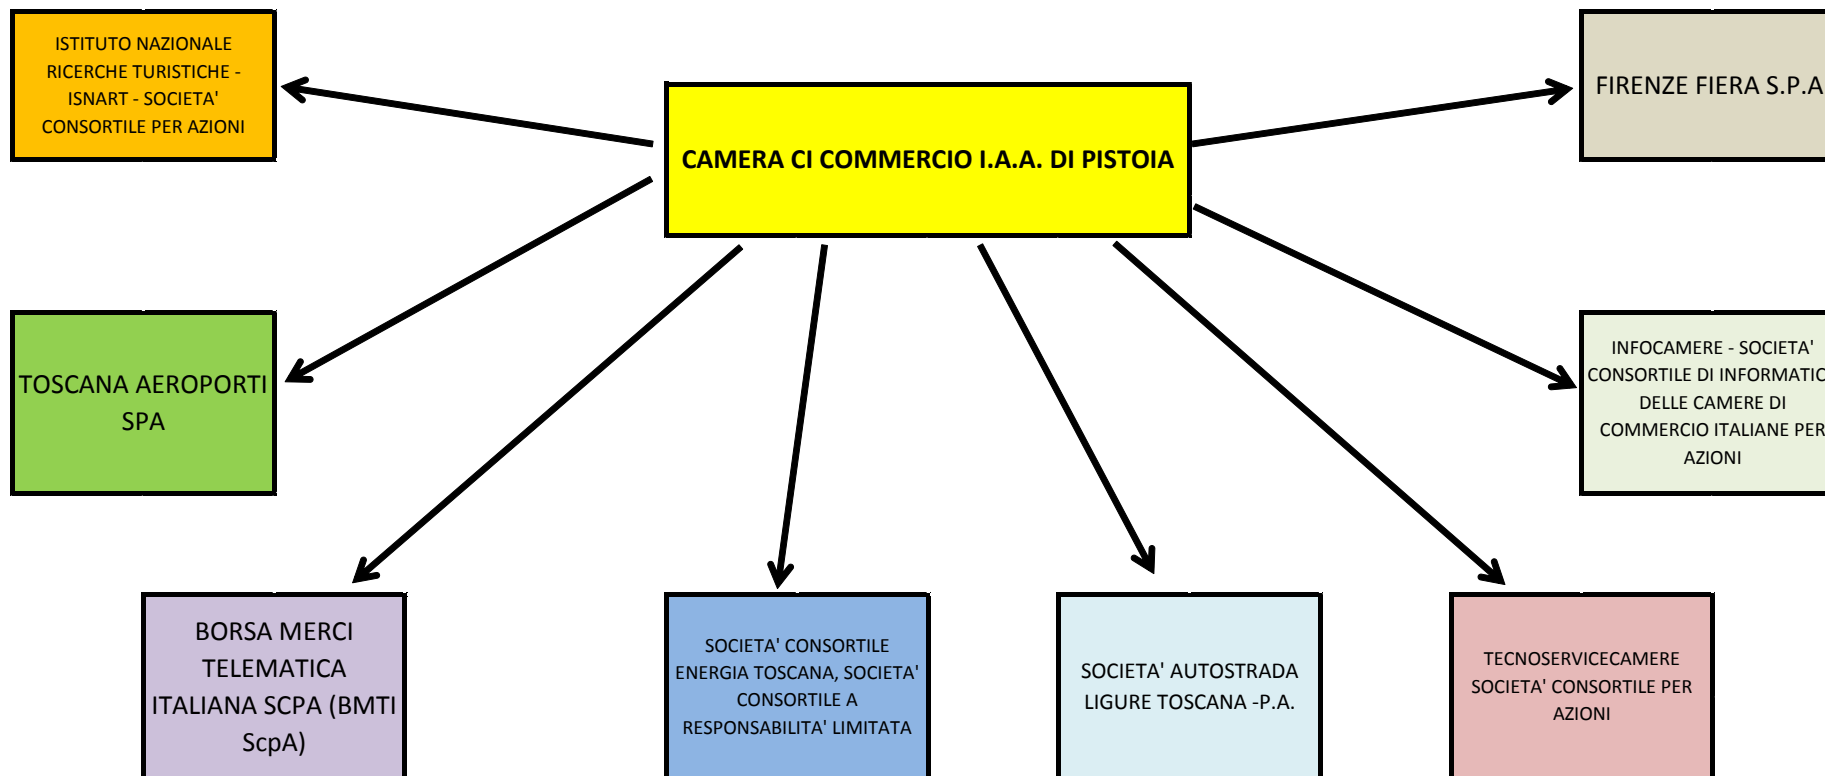 ISTITUTO NAZIONALE
RICERCHE TURISTICHE -
ISNART - SOCIETA'
CONSORTILE PER AZIONI
CAMERA CI COMMERCIO I.A.A. DI PISTOIA
FIRENZE FIERA S.P.A
TOSCANA AEROPORTI
SPA
INFOCAMERE - SOCIETA'
CONSORTILE DI INFORMATIC
DELLE CAMERE DI
COMMERCIO ITALIANE PER
AZIONI
BORSA MERCI
TELEMATICA
ITALIANA SCPA (BMTI
ScpA)
SOCIETA' CONSORTILE
ENERGIA TOSCANA, SOCIETA'
CONSORTILE A
RESPONSABILITA' LIMITATA
SOCIETA' AUTOSTRADA
LIGURE TOSCANA -P.A.
TECNOSERVICECAMERE
SOCIETA' CONSORTILE PER
AZIONI